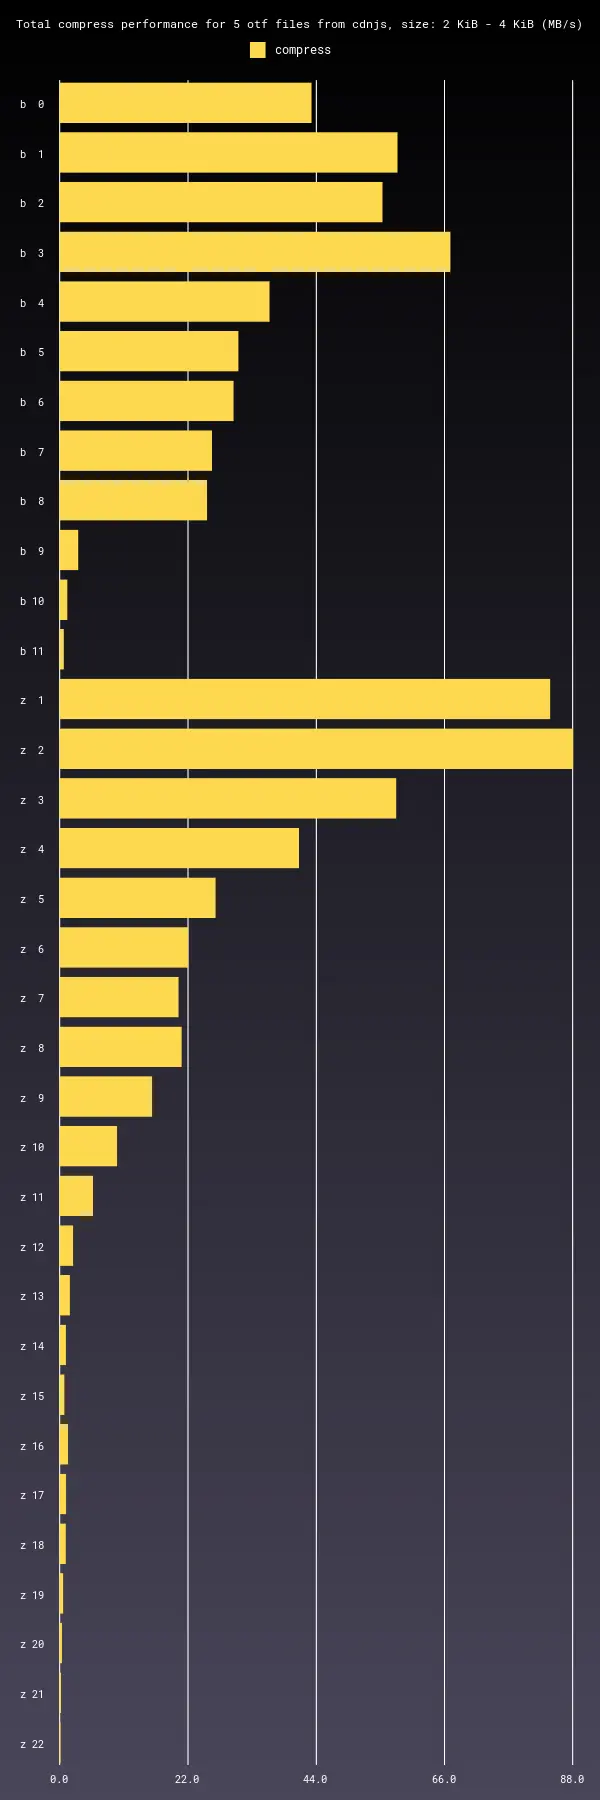 Total compress performance for 5 otf files from cdnjs, size: 2 KiB - 4 KiB (MB/s)
compress
b 0
b 1
b 2
b 3
b 4
b 5
b 6
b 7
b 8
b 9
b 10
b 11
z 1
z 2
z 3
z 4
z 5
z 6
z 7
z 8
z 9
z 10
z 11
z 12
z 13
z 14
z 15
z 16
z 17
z 18
z 19
z 20
z 21
z 22
0.0 22.0 44.0 66.0 88.0